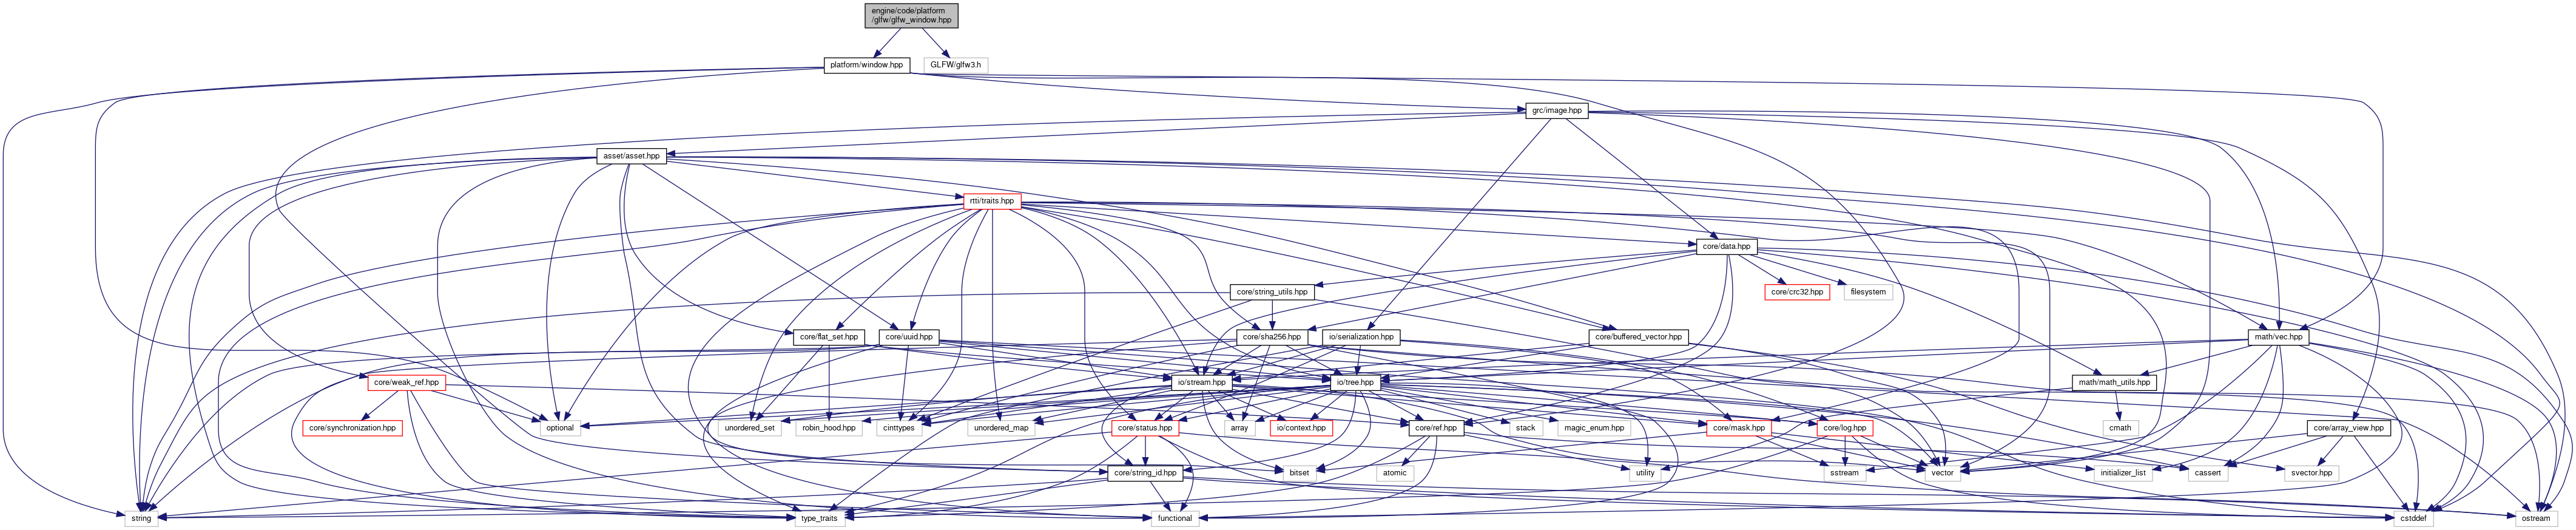 engine/code/platform
/glfw/glfw_window.hpp
platform/window.hpp
GLFW/glfw3.h
grc/image.hpp
asset/asset.hpp
rtti/traits.hpp
core/data.hpp
core/string_utils.hpp
core/crc32.hpp
filesystem
core/flat_set.hpp
core/uuid.hpp
core/sha256.hpp
io/serialization.hpp
core/buffered_vector.hpp
math/vec.hpp
core/weak_ref.hpp
io/stream.hpp
io/tree.hpp
math/math_utils.hpp
core/synchronization.hpp
optional
unordered_set
robin_hood.hpp
cinttypes
unordered_map
core/status.hpp
array
io/context.hpp
core/ref.hpp
stack
magic_enum.hpp
core/mask.hpp
core/log.hpp
cmath
core/array_view.hpp
core/string_id.hpp
bitset
atomic
utility
sstream
vector
initializer_list
cassert
svector.hpp
string
type_traits
functional
cstddef
ostream